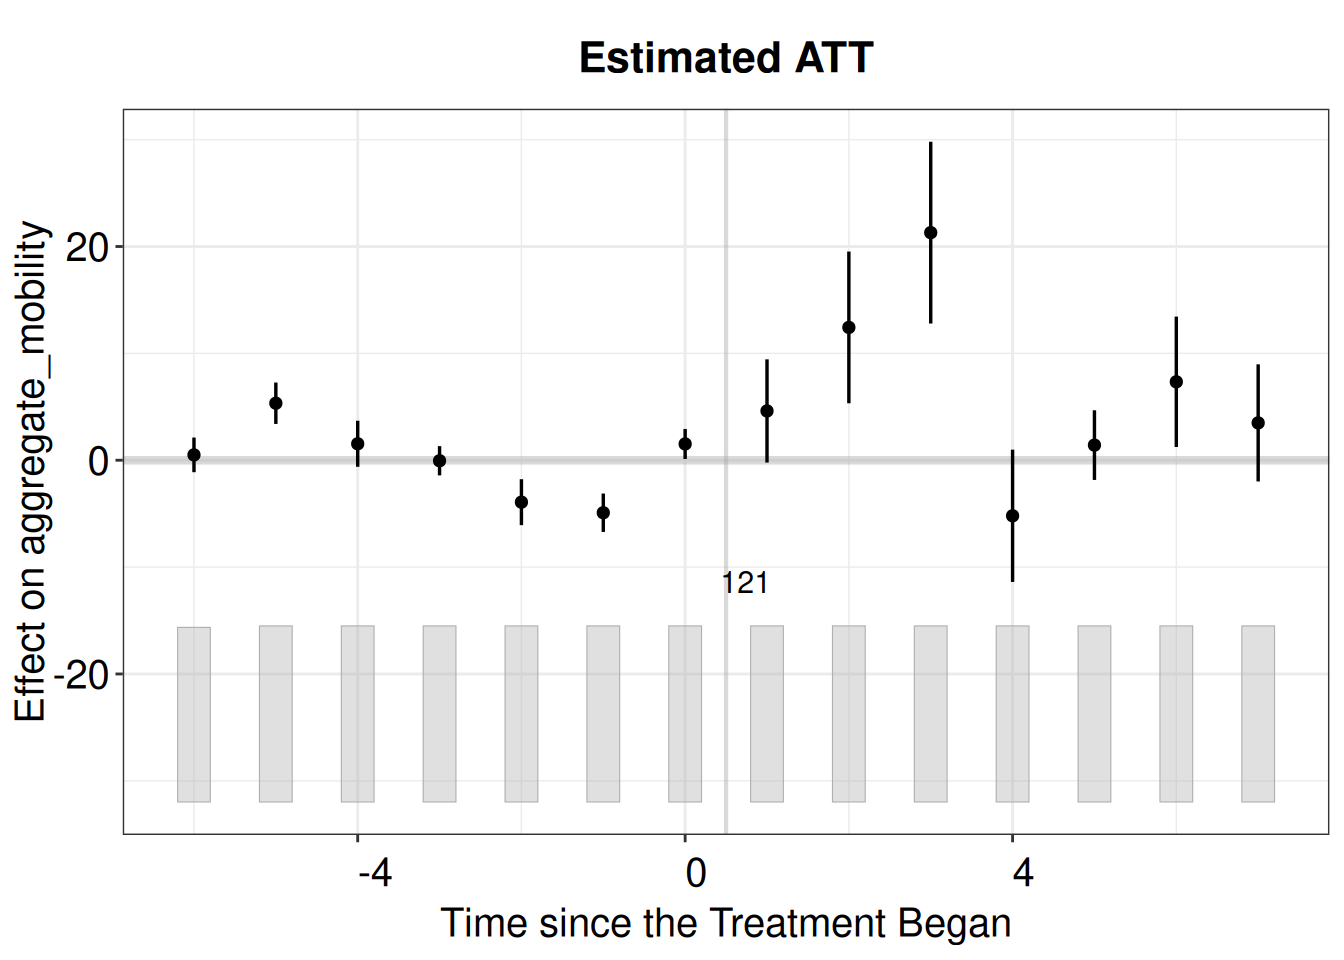 Estimated ATT
Effect on aggregate_mobility
20
0
-20
121
-4
0
4
Time since the Treatment Began